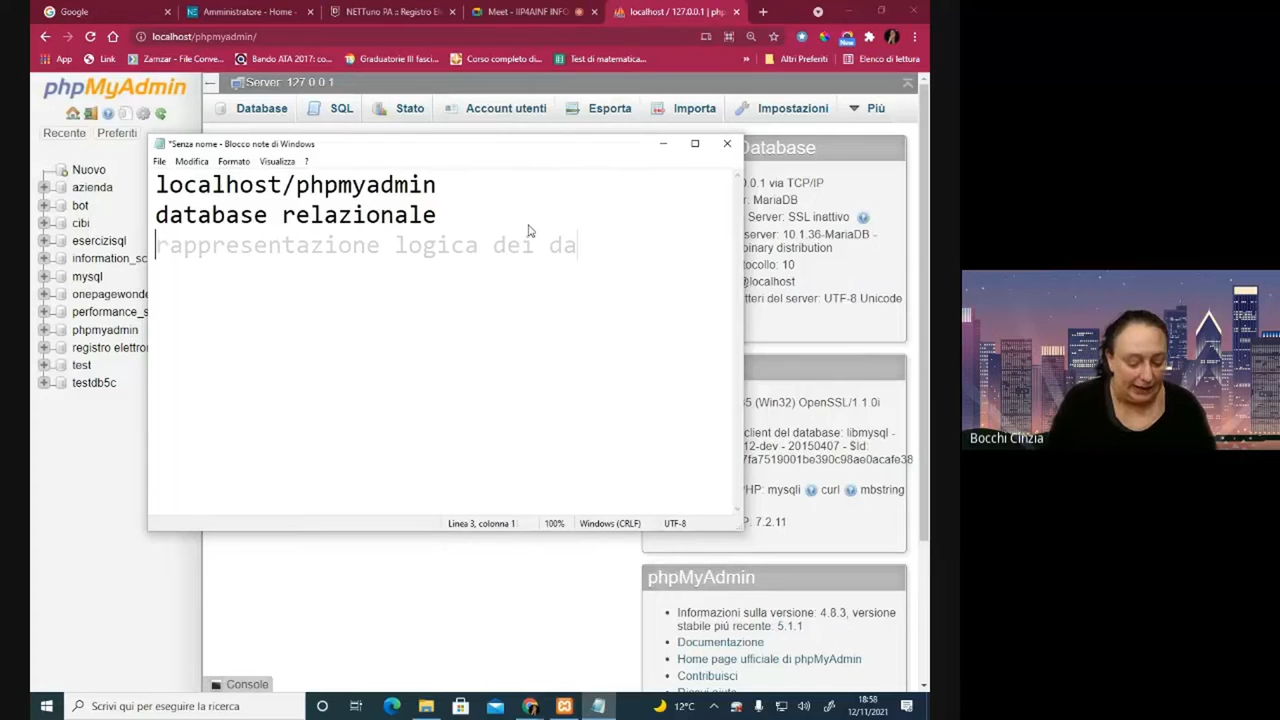 Google
Amministratore - Home -
NETTuno PA :: Registro El
Meet - IIP4AINF INFO
localhost / 127.0.0.1 | php
localhost/phpmyadmin/
New
App
Link
Zamzar - File Conve...
Bando ATA 2017: co...
Graduatorie III fasci...
Corso completo di...
Test di matematica...
»
Altri Preferiti
Elenco di lettura
phpMyAdmin
Recente
Preferiti
Nuovo
azienda
bot
cibi
esercizisql
information_sc
mysql
onepagewonde
performance_s
phpmyadmin
registro elettron
test
testdb5c
Server: 127.0.0.1
Database
SQL
Stato
Account utenti
Esporta
Importa
Impostazioni
Più
*Senza nome - Blocco note di Windows
File
Modifica
Formato
Visualizza
?
localhost/phpmyadmin
database relazionale
rappresentazione logica dei da
Linea 3, colonna 1
100%
Windows (CRLF)
UTF-8
Database
.0.1 via TCP/IP
MariaDB
Server: SSL inattivo
server: 10.1.36-MariaDB -
binary distribution
tocollo: 10
@localhost
tteri del server: UTF-8 Unicode
(Win32) OpenSSL/1.1.0i
client del database: libmysql -
12-dev - 20150407 - $Id:
7fa7519001be390c98ae0acafe38
PHP: mysqli
curl
mbstring
7.2.11
phpMyAdmin
Informazioni sulla versione: 4.8.3, versione
stabile piú recente: 5.1.1
Documentazione
Home page ufficiale di phpMyAdmin
Contribuisci
Console
Bocchi Cinzia
Scrivi qui per eseguire la ricerca
12°C
18:58
12/11/2021